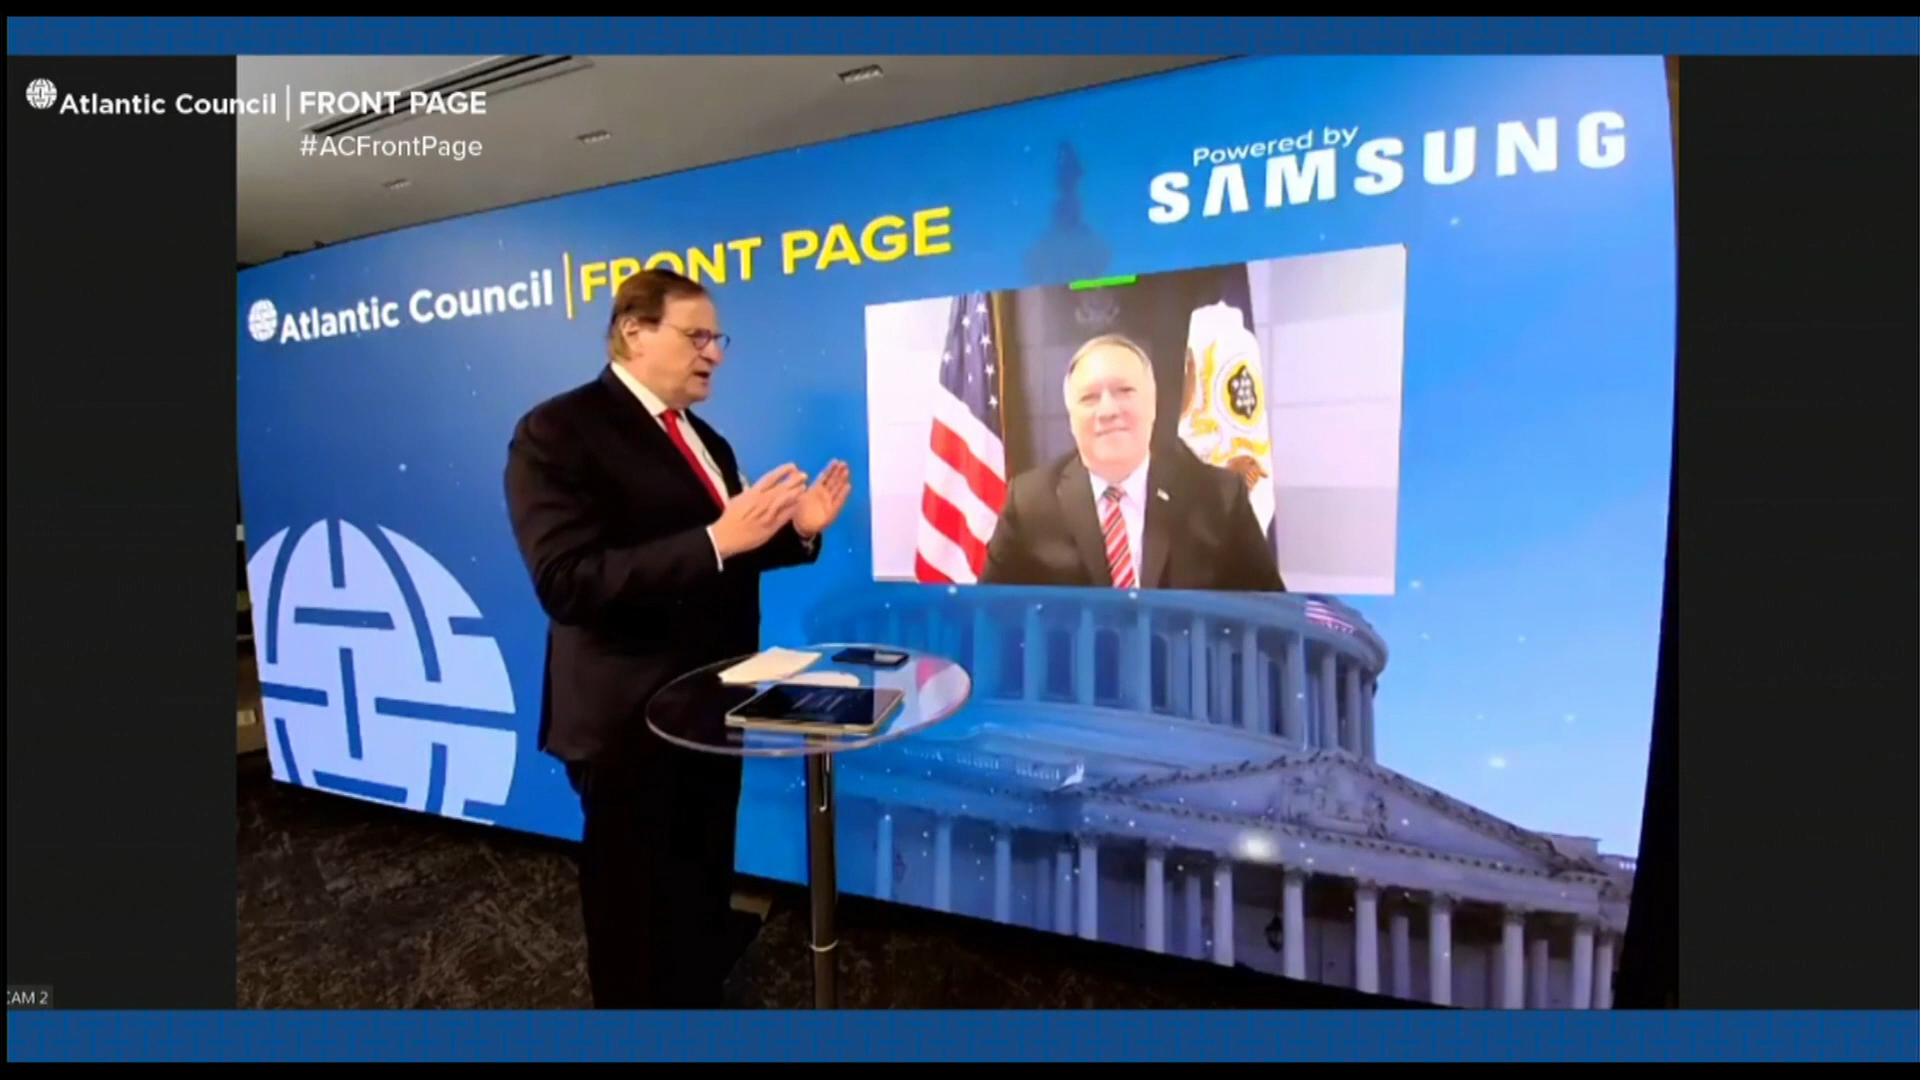 Atlantic Council | FRONT PAGE
#ACFrontPage
Powered by
SAMSUNG
Atlantic Council | FRONT PAGE
CAM 2